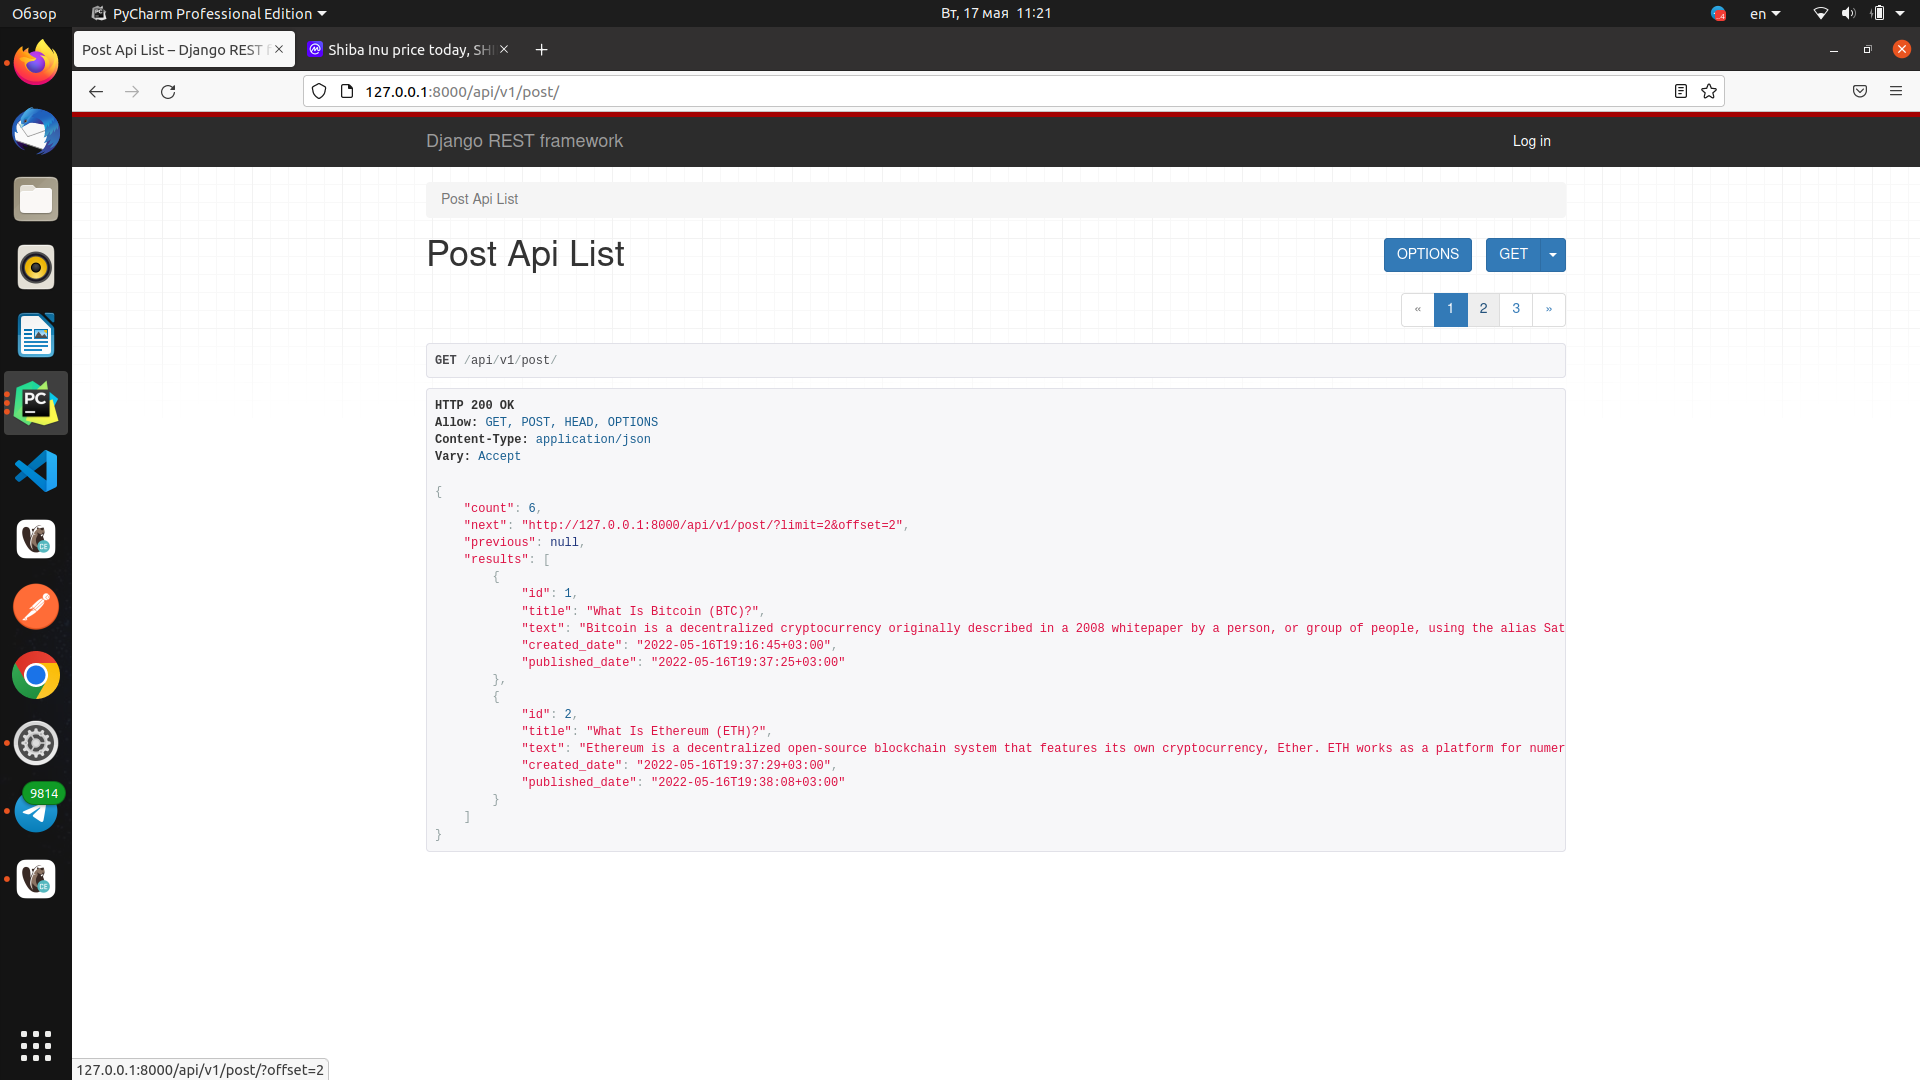 Обзор
PyCharm Professional Edition
Вт, 17 мая 11:21
en
Post Api List – Django REST f
Shiba Inu price today, SHI
127.0.0.1:8000/api/v1/post/
Django REST framework
Log in
Post Api List
Post Api List
OPTIONS
GET
« 1 2 3 »
GET /api/v1/post/
HTTP 200 OK
Allow: GET, POST, HEAD, OPTIONS
Content-Type: application/json
Vary: Accept
{
"count": 6,
"next": "http://127.0.0.1:8000/api/v1/post/?limit=2&offset=2",
"previous": null,
"results": [
{
"id": 1,
"title": "What Is Bitcoin (BTC)?",
"text": "Bitcoin is a decentralized cryptocurrency originally described in a 2008 whitepaper by a person, or group of people, using the alias Sat
"created_date": "2022-05-16T19:16:45+03:00",
"published_date": "2022-05-16T19:37:25+03:00"
},
{
"id": 2,
"title": "What Is Ethereum (ETH)?",
"text": "Ethereum is a decentralized open-source blockchain system that features its own cryptocurrency, Ether. ETH works as a platform for numer
"created_date": "2022-05-16T19:37:29+03:00",
"published_date": "2022-05-16T19:38:08+03:00"
}
]
}
PC
CE
9814
CE
127.0.0.1:8000/api/v1/post/?offset=2